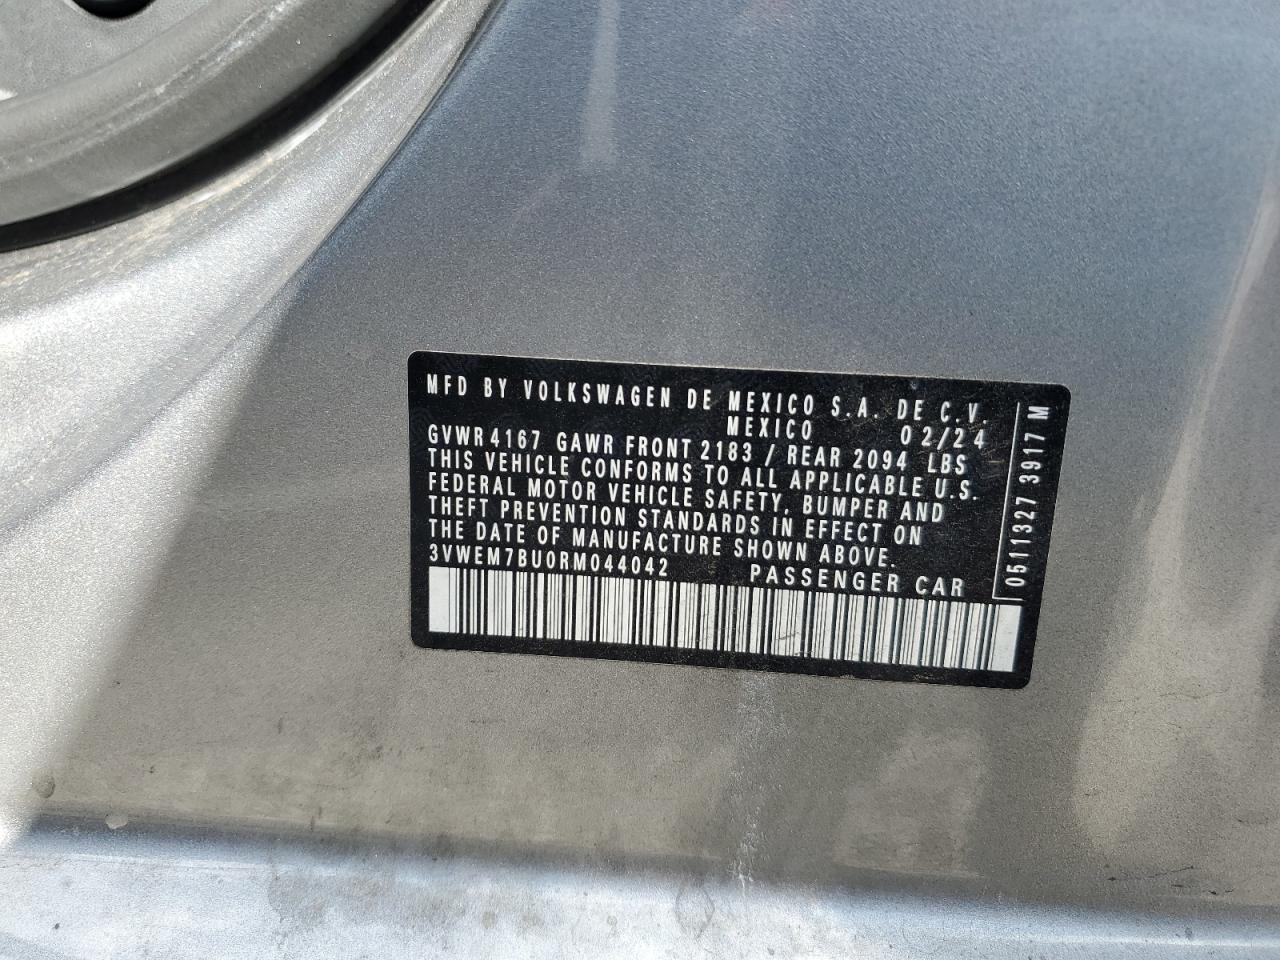 MFD BY VOLKSWAGEN DE MEXICO S.A. DE C.V.
MEXICO 02/24
GVWR 4167 GAWR FRONT 2183 / REAR 2094 LBS
THIS VEHICLE CONFORMS TO ALL APPLICABLE U.S.
FEDERAL MOTOR VEHICLE SAFETY, BUMPER AND
THEFT PREVENTION STANDARDS IN EFFECT ON
THE DATE OF MANUFACTURE SHOWN ABOVE.
3VWEM7BU0RM044042 PASSENGER CAR
0511327 3917 M